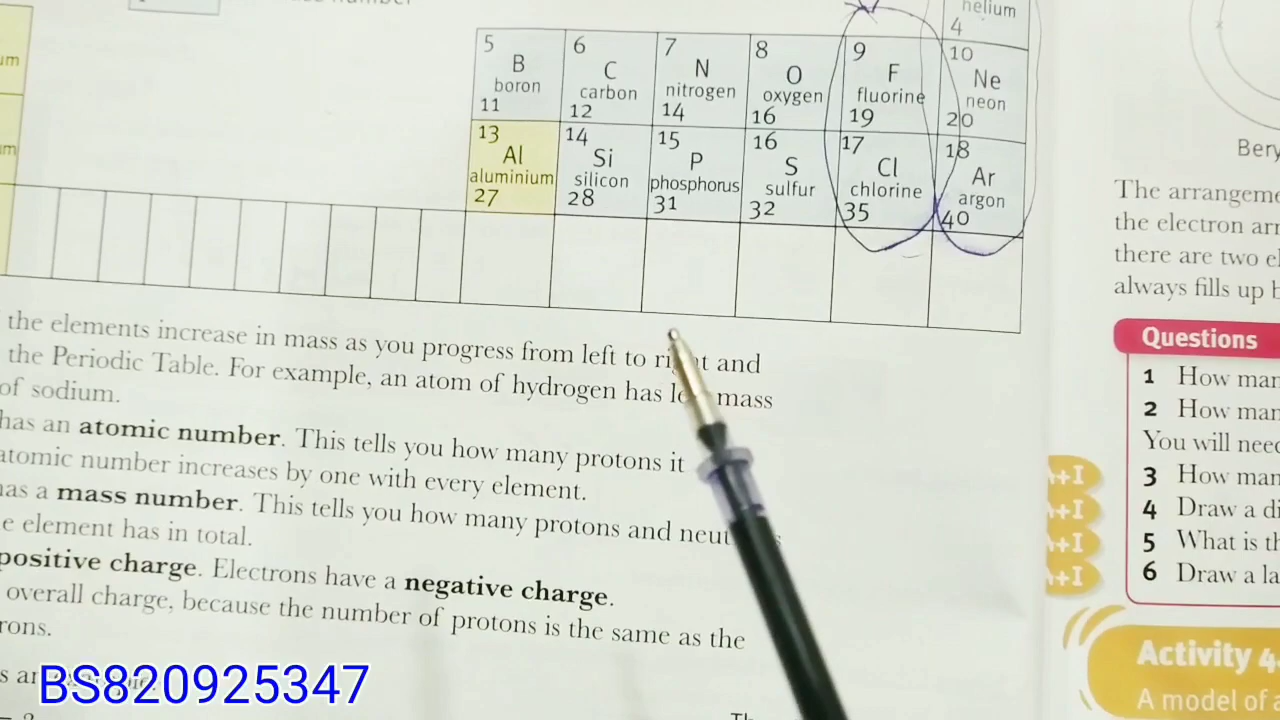 helium
4
5 6 7 8 9 10
B C N O F Ne
boron carbon nitrogen oxygen fluorine neon
11 12 14 16 19 20
13 14 15 16 17 18
Al Si P S Cl Ar
aluminium silicon phosphorus sulfur chlorine argon
27 28 31 32 35 40
the elements increase in mass as you progress from left to right and
the Periodic Table. For example, an atom of hydrogen has less mass
of sodium.
has an atomic number. This tells you how many protons it
atomic number increases by one with every element.
has a mass number. This tells you how many protons and neut
e element has in total.
positive charge. Electrons have a negative charge.
overall charge, because the number of protons is the same as the
rons.
BS820925347
Bery
The arrangeme
the electron arr
there are two el
always fills up b
Questions
1 How man
2 How man
You will need
3 How man
4 Draw a di
5 What is th
6 Draw a la
A+I
A+I
A+I
A+I
Activity 4.
A model of a